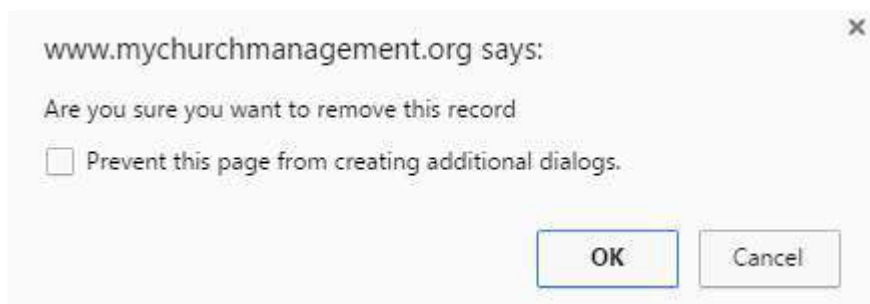 www.mychurchmanagement.org says:
Are you sure you want to remove this record
Prevent this page from creating additional dialogs.
OK Cancel